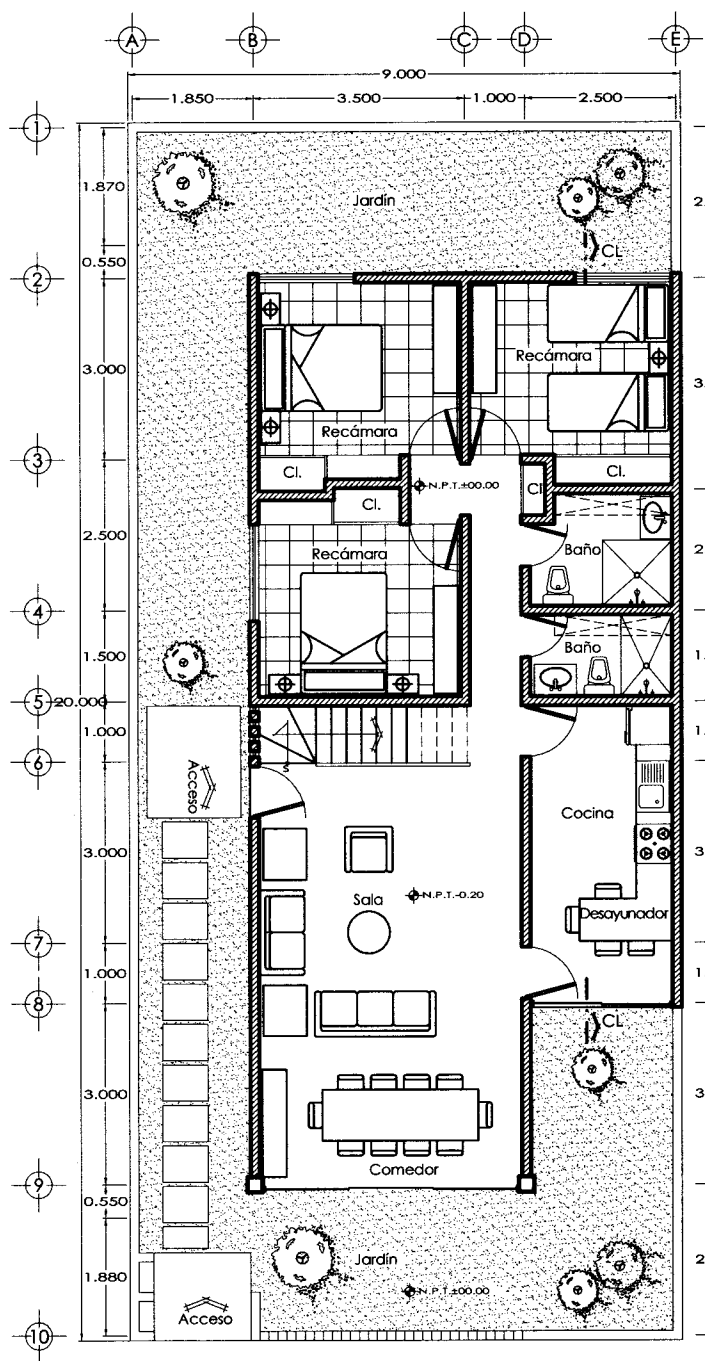 A B C D E
9.000
1.850 3.500 1.000 2.500
1
1.870
Jardín
2.
CL
0.550
2
3.000
Recámara
3.
Recámara
3
Cl.
N.P.T.±00.00
Cl
Cl.
Cl.
2.500
Recámara
Baño
2
4
1.500
Baño
1.
5
20.000
1.000
S
1.
6
Acceso
Cocina
3.000
3
Sala
N.P.T.-0.20
Desayunador
7
1.000
1
8
CL
3.000
3
Comedor
9
0.550
Jardín
2
1.880
N.P.T.±00.00
Acceso
10